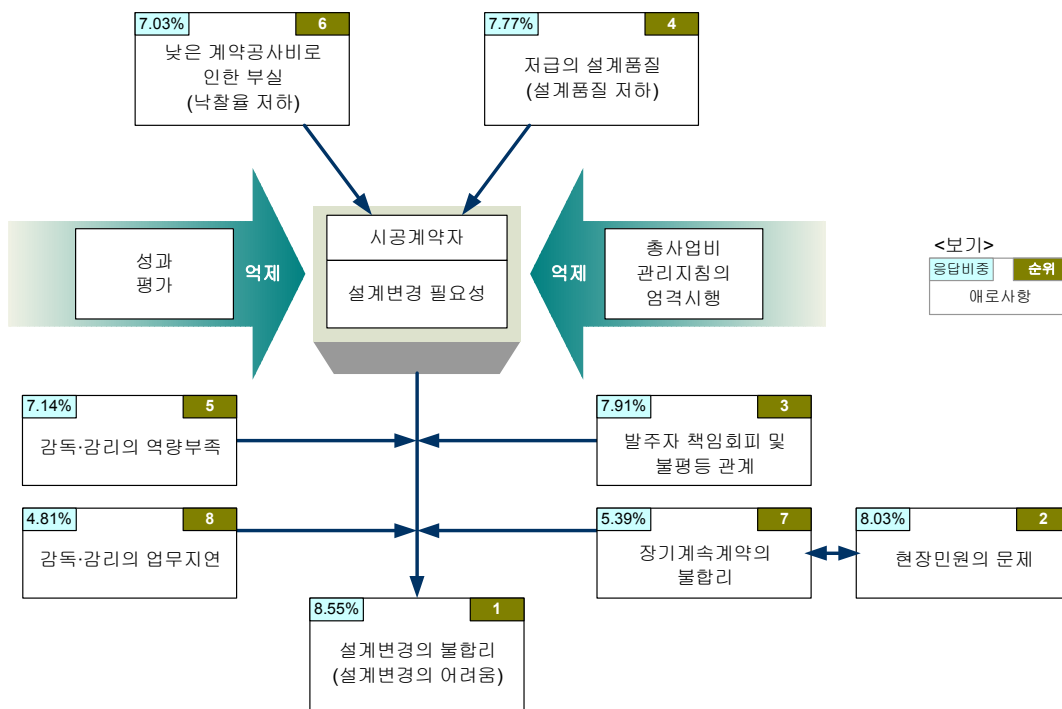 7.03%
6
낮은 계약공사비로
인한 부실
(낙찰율 저하)
7.77%
4
저급의 설계품질
(설계품질 저하)
성과
평가
억제
시공계약자
설계변경 필요성
억제
총사업비
관리지침의
엄격시행
<보기>
응답비중
순위
애로사항
7.14%
5
감독·감리의 역량부족
7.91%
3
발주자 책임회피 및
불평등 관계
4.81%
8
감독·감리의 업무지연
5.39%
7
장기계속계약의
불합리
8.03%
2
현장민원의 문제
8.55%
1
설계변경의 불합리
(설계변경의 어려움)